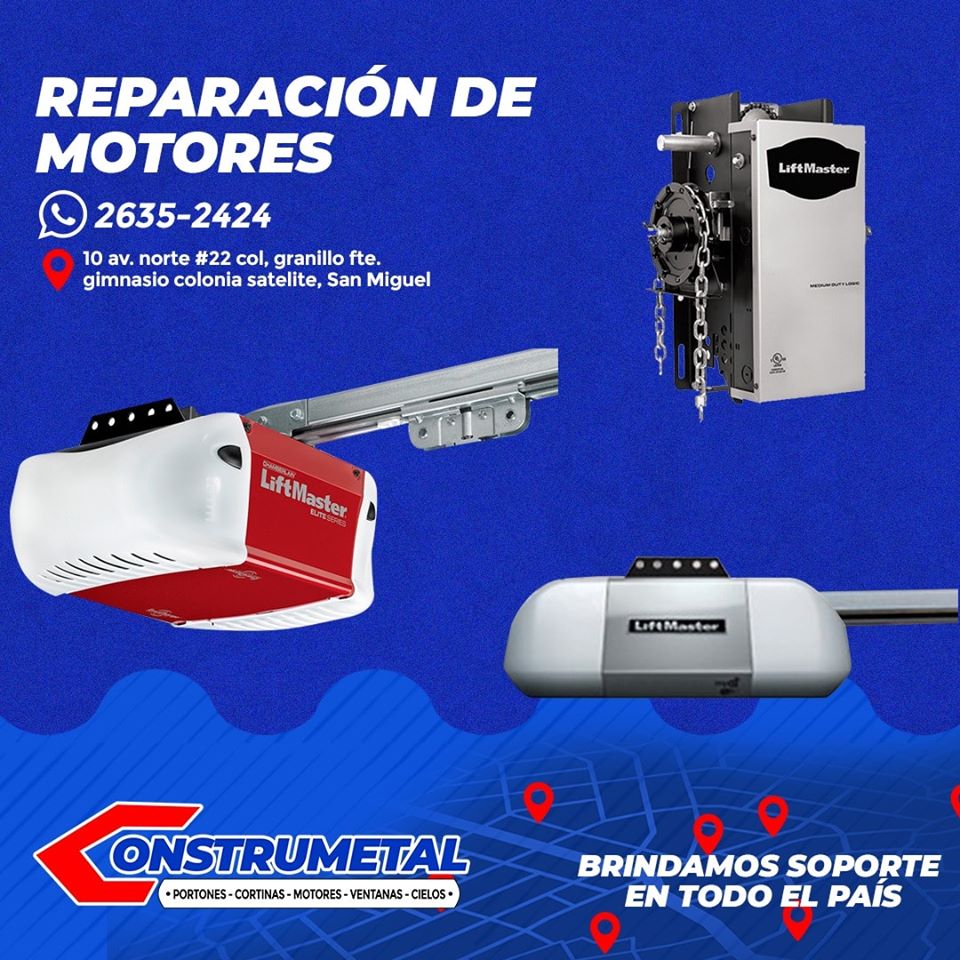 REPARACIÓN DE
MOTORES
2635-2424
10 av. norte #22 col, granillo fte.
gimnasio colonia satelite, San Miguel
LiftMaster
MEDIUM DUTY LOGIC
CHAMBERLAIN
LiftMaster
ELITE SERIES
LiftMaster
CONSTRUMETAL
• PORTONES - CORTINAS - MOTORES - VENTANAS - CIELOS •
BRINDAMOS SOPORTE
EN TODO EL PAÍS